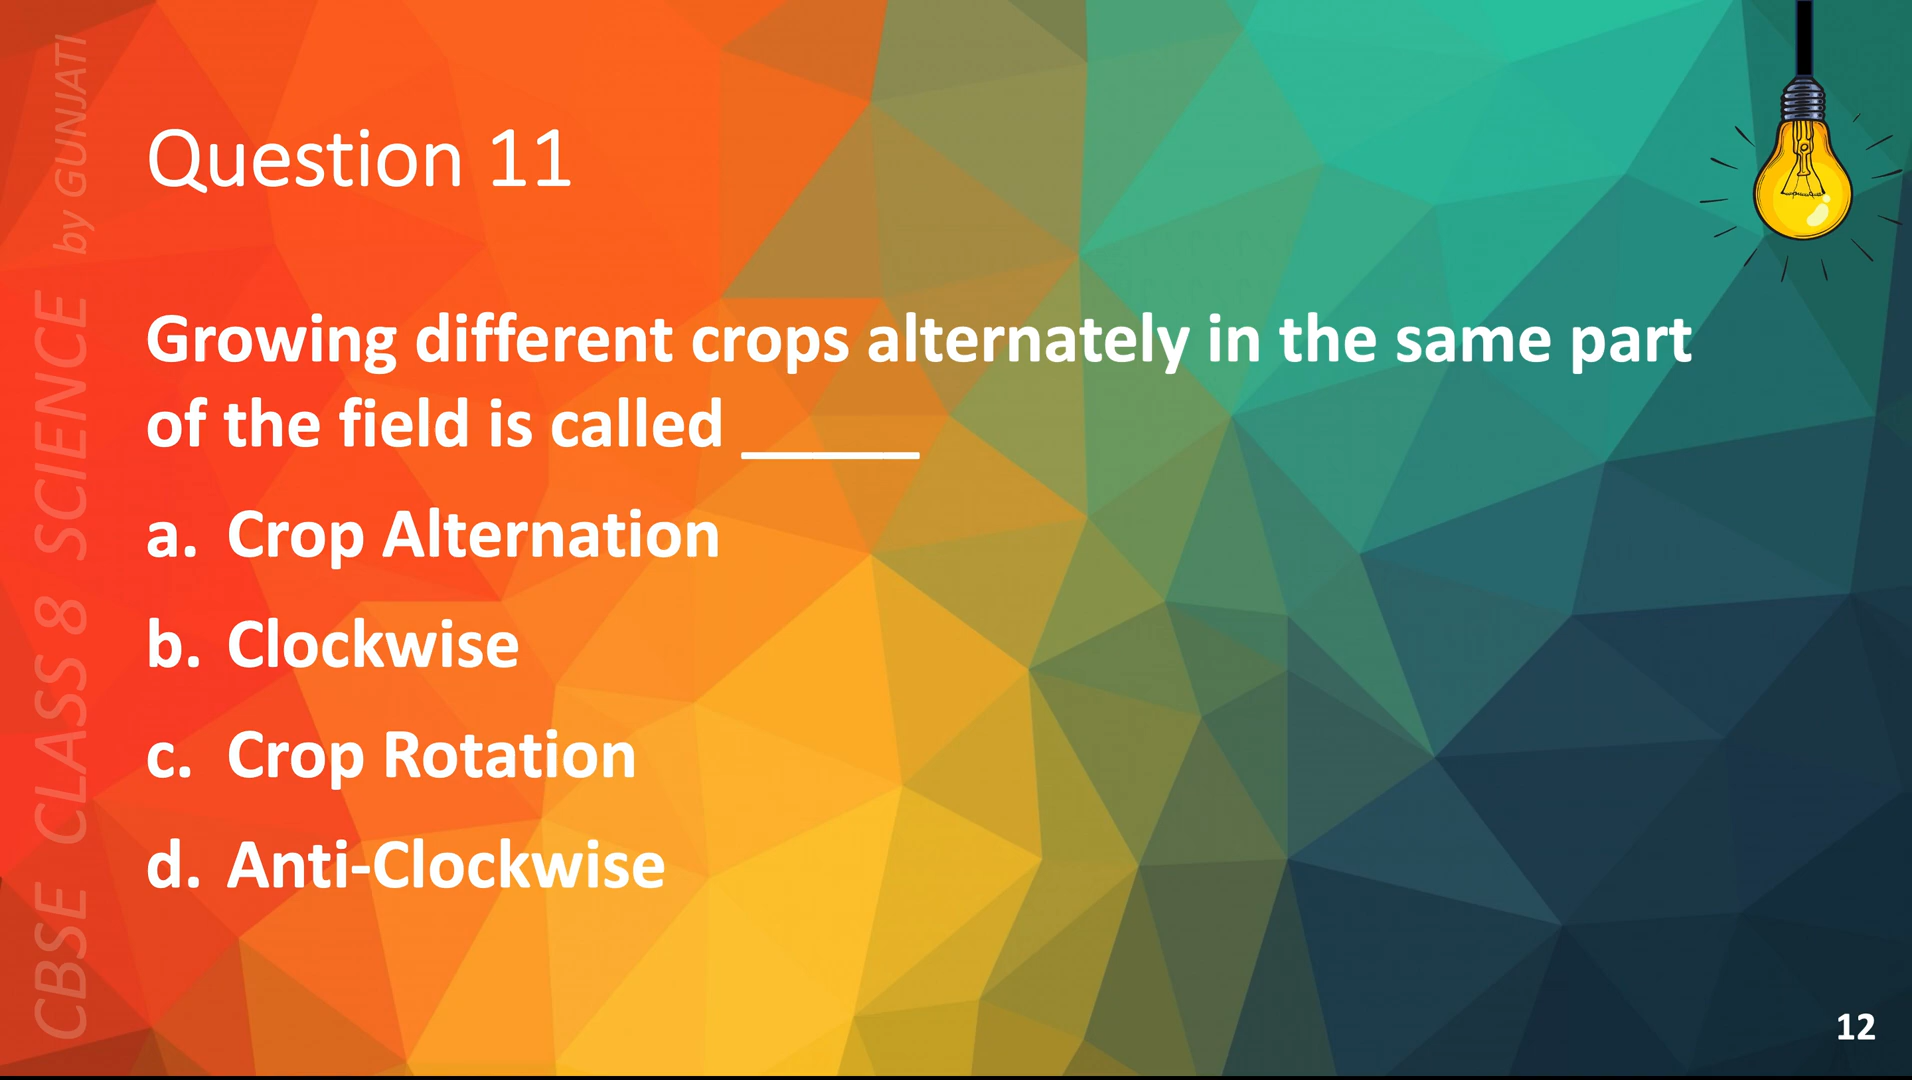 CBSE CLASS 8 SCIENCE by GUNJATI
Question 11
Growing different crops alternately in the same part
of the field is called ______
a. Crop Alternation
b. Clockwise
c. Crop Rotation
d. Anti-Clockwise
12